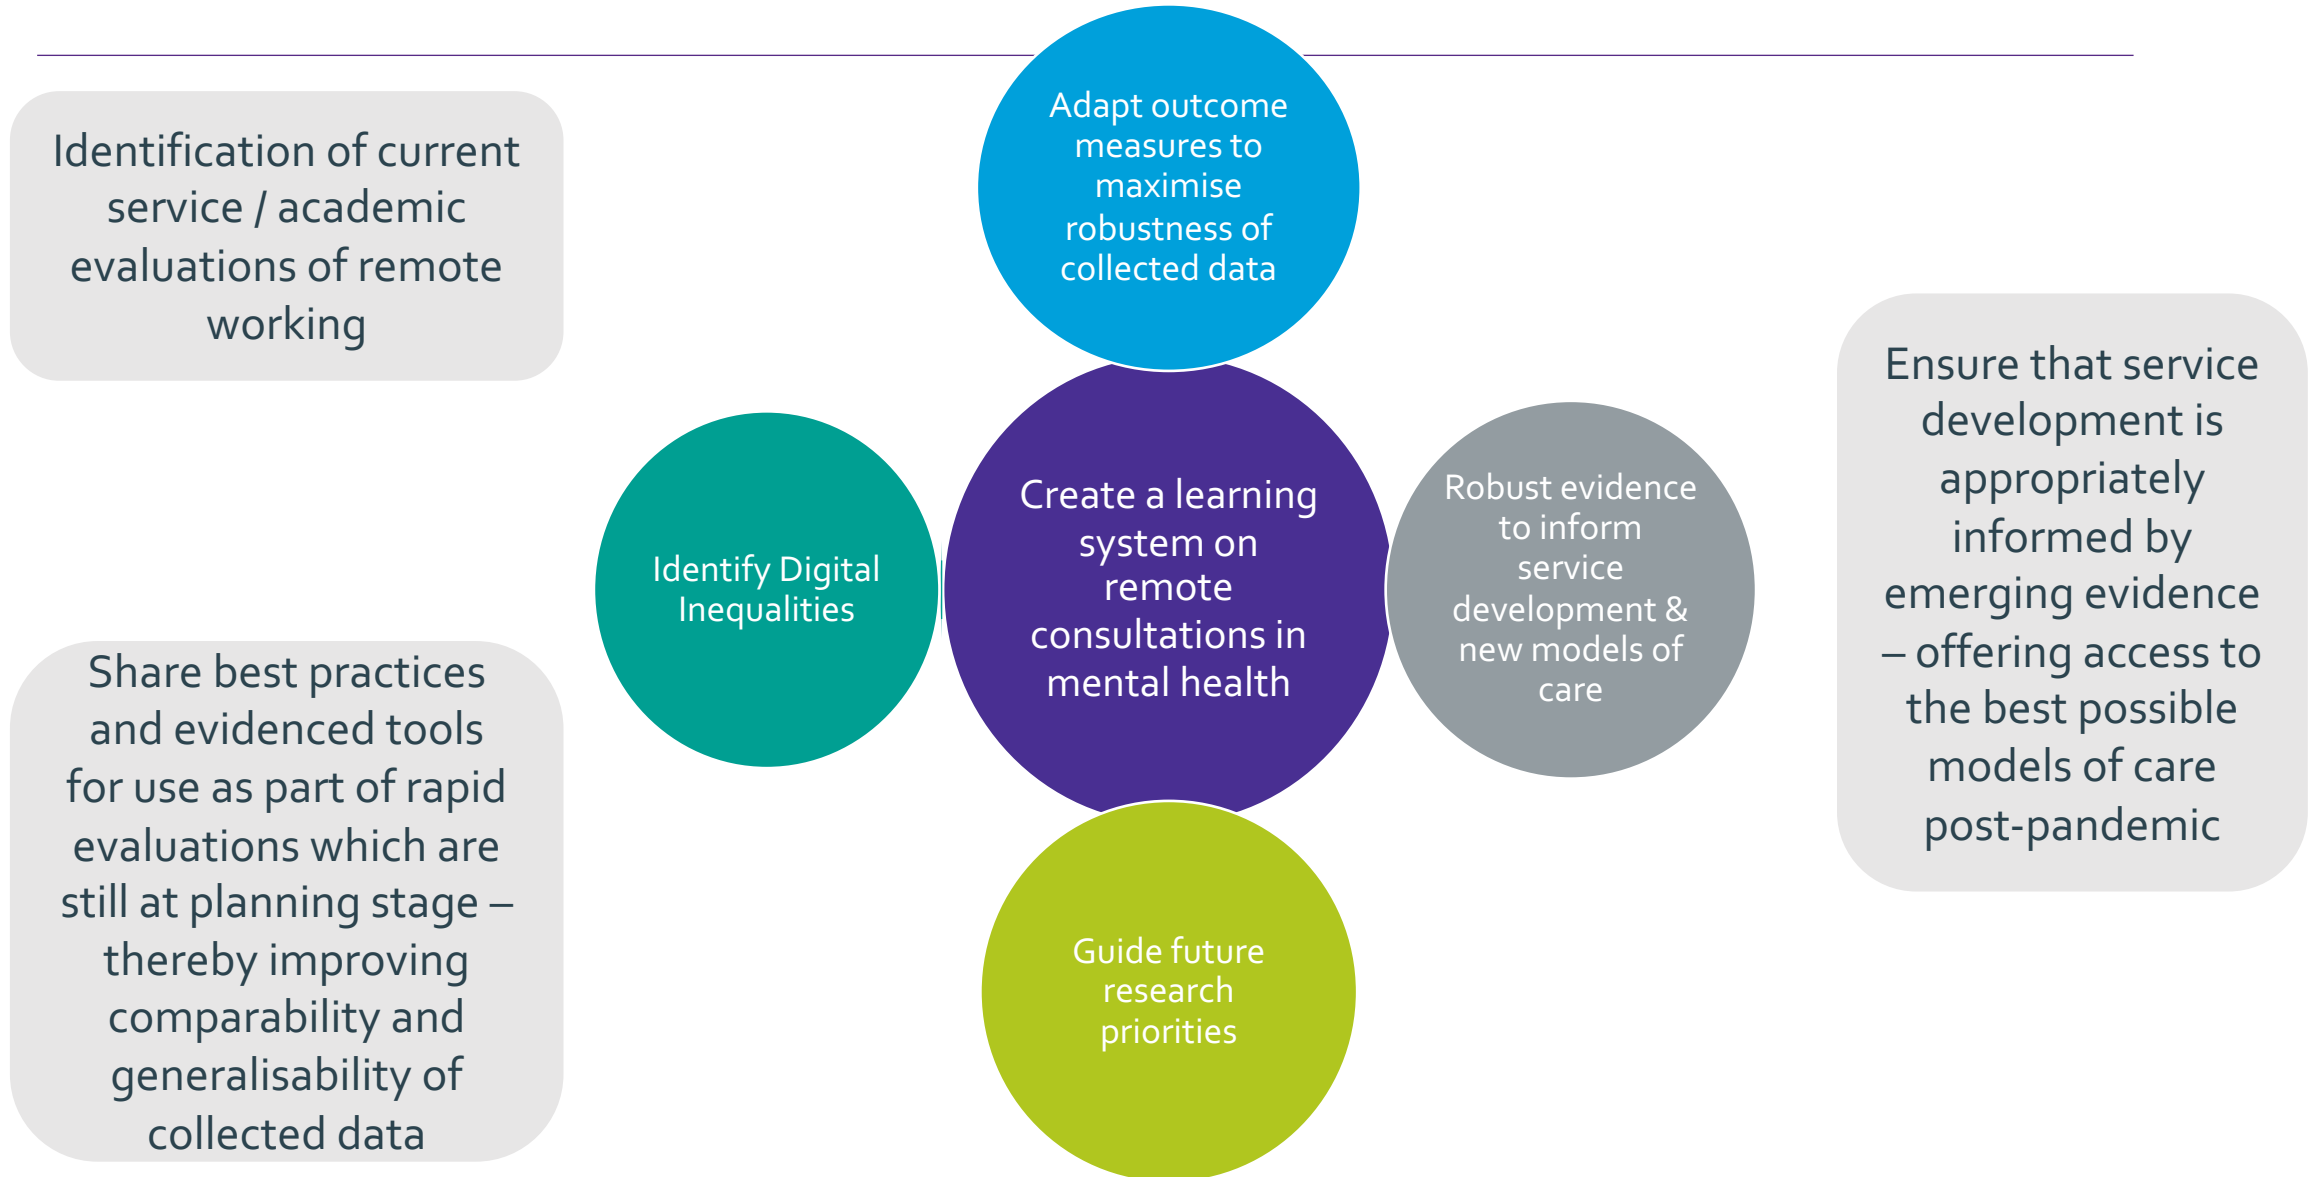 Identification of current
service / academic
evaluations of remote
working
Share best practices
and evidenced tools
for use as part of rapid
evaluations which are
still at planning stage –
thereby improving
comparability and
generalisability of
collected data
Adapt outcome
measures to
maximise
robustness of
collected data
Identify Digital
Inequalities
Create a learning
system on
remote
consultations in
mental health
Robust evidence
to inform
service
development &
new models of
care
Guide future
research
priorities
Ensure that service
development is
appropriately
informed by
emerging evidence
– offering access to
the best possible
models of care
post-pandemic